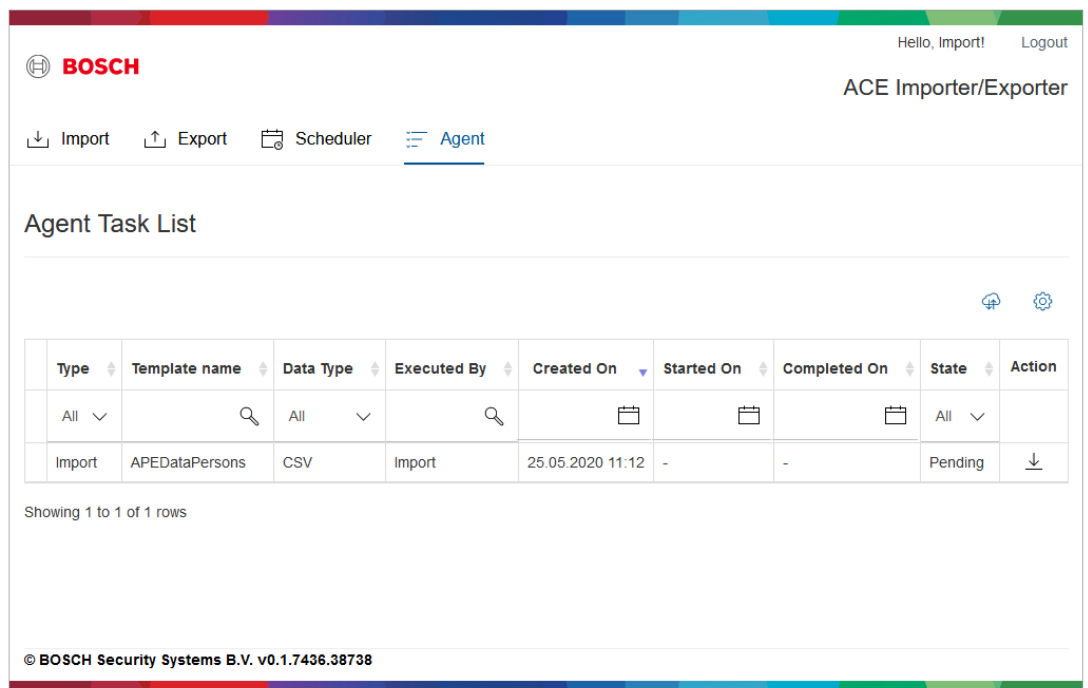 Hello, Import! Logout
BOSCH
ACE Importer/Exporter
Import Export Scheduler Agent
Agent Task List
Type Template name Data Type Executed By Created On Started On Completed On State Action
All All All
Import APEDataPersons CSV Import 25.05.2020 11:12 - - Pending
Showing 1 to 1 of 1 rows
© BOSCH Security Systems B.V. v0.1.7436.38738